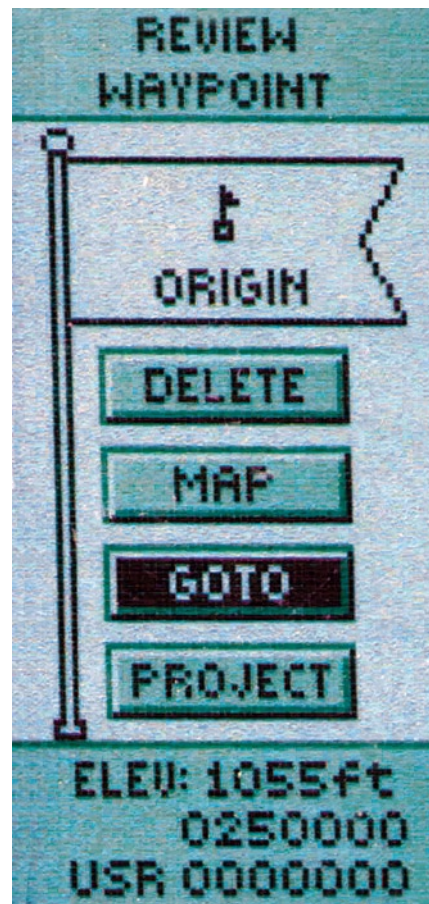 REVIEW
WAYPOINT
ORIGIN
DELETE
MAP
GOTO
PROJECT
ELEV: 1055ft
0250000
USR 0000000